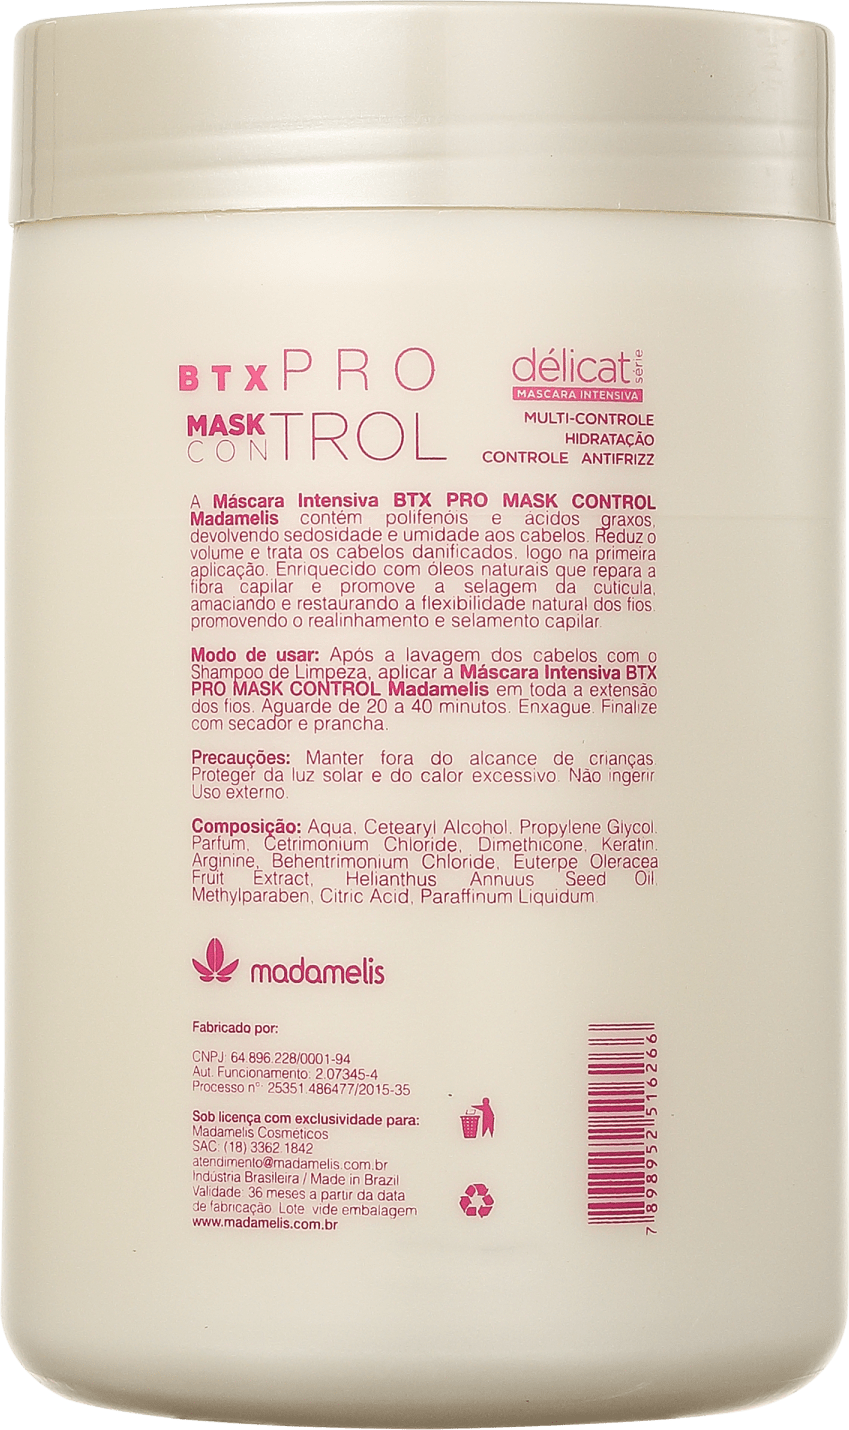 BTX PRO
MASK CONTROL
délicat série
MASCARA INTENSIVA
MULTI-CONTROLE
HIDRATAÇÃO
CONTROLE ANTIFRIZZ
A Máscara Intensiva BTX PRO MASK CONTROL
Madamelis contém polifenóis e ácidos graxos,
devolvendo sedosidade e umidade aos cabelos. Reduz o
volume e trata os cabelos danificados, logo na primeira
aplicação. Enriquecido com óleos naturais que repara a
fibra capilar e promove a selagem da cutícula,
amaciando e restaurando a flexibilidade natural dos fios,
promovendo o realinhamento e selamento capilar.
Modo de usar: Após a lavagem dos cabelos com o
Shampoo de Limpeza, aplicar a Máscara Intensiva BTX
PRO MASK CONTROL Madamelis em toda a extensão
dos fios. Aguarde de 20 a 40 minutos. Enxague. Finalize
com secador e prancha.
Precauções: Manter fora do alcance de crianças.
Proteger da luz solar e do calor excessivo. Não ingerir.
Uso externo.
Composição: Aqua, Cetearyl Alcohol, Propylene Glycol,
Parfum, Cetrimonium Chloride, Dimethicone, Keratin,
Arginine, Behentrimonium Chloride, Euterpe Oleracea
Fruit Extract, Helianthus Annuus Seed Oil,
Methylparaben, Citric Acid, Paraffinum Liquidum.
madamelis
Fabricado por:
CNPJ: 64.896.228/0001-94
Aut. Funcionamento: 2.07345-4
Processo nº: 25351.486477/2015-35
Sob licença com exclusividade para:
Madamelis Cosméticos
SAC: (18) 3362.1842
atendimento@madamelis.com.br
Indústria Brasileira / Made in Brazil
Validade: 36 meses a partir da data
de fabricação. Lote: vide embalagem
www.madamelis.com.br
7 898952 516266